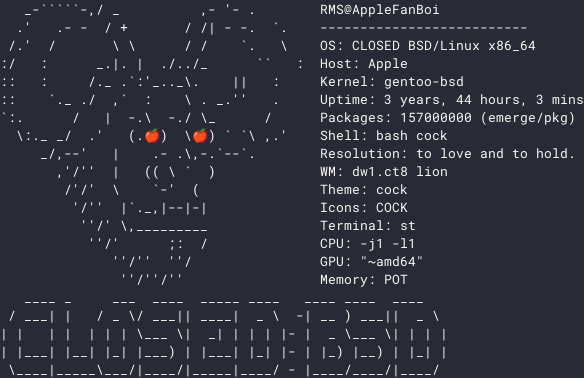 RMS@AppleFanBoi
--------------------------
OS: CLOSED BSD/Linux x86_64
Host: Apple
Kernel: gentoo-bsd
Uptime: 3 years, 44 hours, 3 mins
Packages: 157000000 (emerge/pkg)
Shell: bash cock
Resolution: to love and to hold.
WM: dw1.ct8 lion
Theme: cock
Icons: COCK
Terminal: st
CPU: -j1 -l1
GPU: "~amd64"
Memory: POT
CLOSED BSD